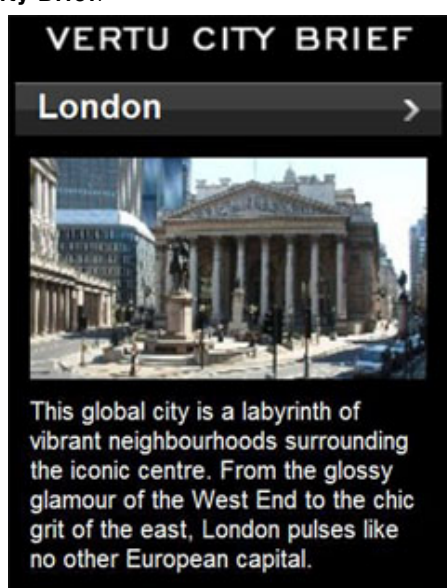 VERTU CITY BRIEF
London
This global city is a labyrinth of
vibrant neighbourhoods surrounding
the iconic centre. From the glossy
glamour of the West End to the chic
grit of the east, London pulses like
no other European capital.